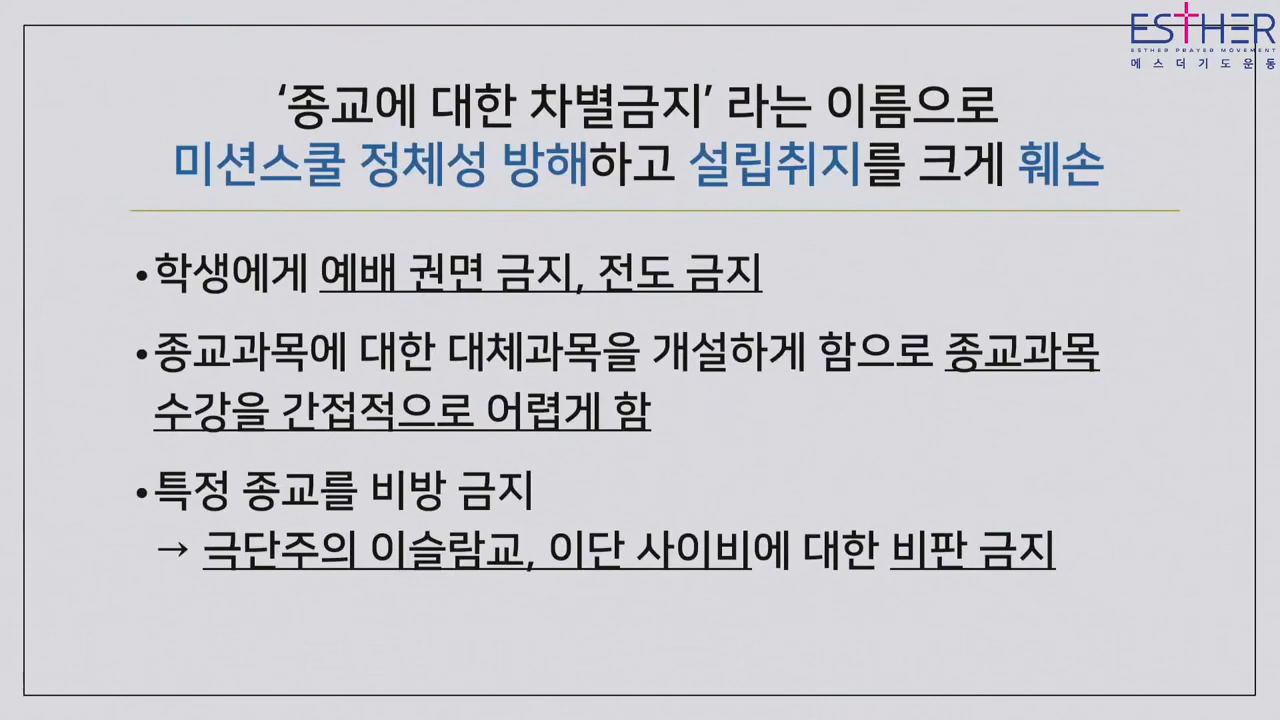 ESTHER
ESTHER PRAYER MOVEMENT
에스더기도운동
‘종교에 대한 차별금지’ 라는 이름으로
미션스쿨 정체성 방해하고 설립취지를 크게 훼손
•학생에게 예배 권면 금지, 전도 금지
•종교과목에 대한 대체과목을 개설하게 함으로 종교과목
수강을 간접적으로 어렵게 함
•특정 종교를 비방 금지
→ 극단주의 이슬람교, 이단 사이비에 대한 비판 금지